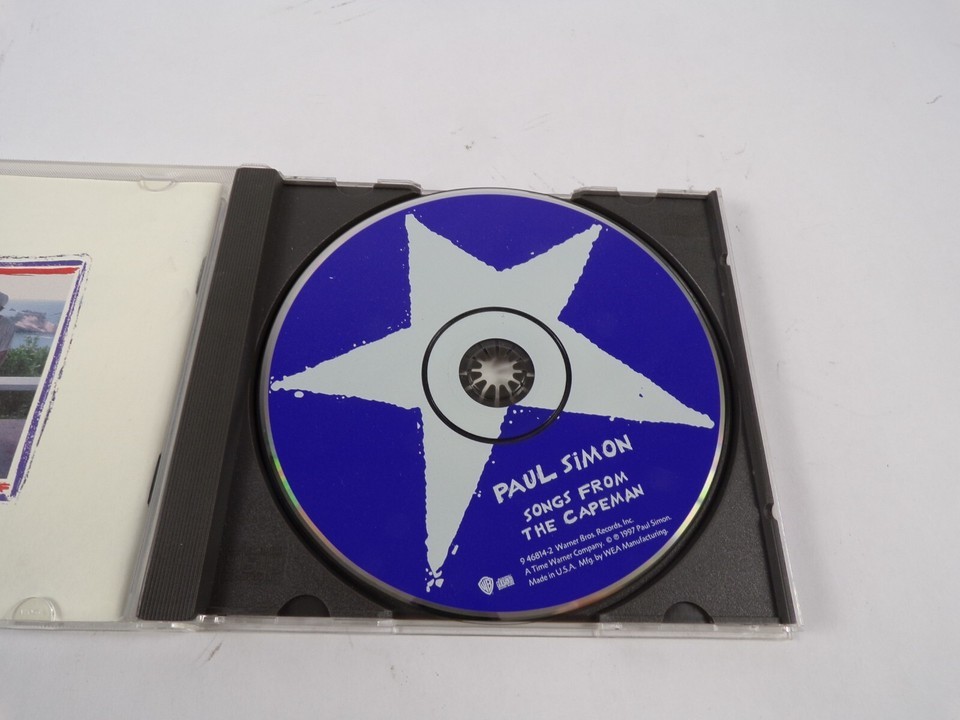 PAUL SiMON
SONGS FROM
THE CAPEMAN
9 46814-2 Warner Bros. Records, Inc.
A Time Warner Company. © ℗ 1997 Paul Simon.
Made in U.S.A. Mfg. by WEA Manufacturing.